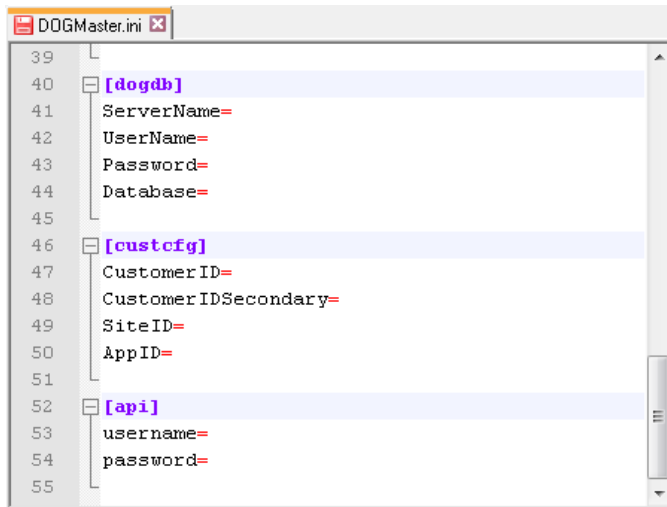 DOGMaster.ini
39
40 [dogdb]
41 ServerName=
42 UserName=
43 Password=
44 Database=
45
46 [custcfg]
47 CustomerID=
48 CustomerIDSecondary=
49 SiteID=
50 AppID=
51
52 [api]
53 username=
54 password=
55